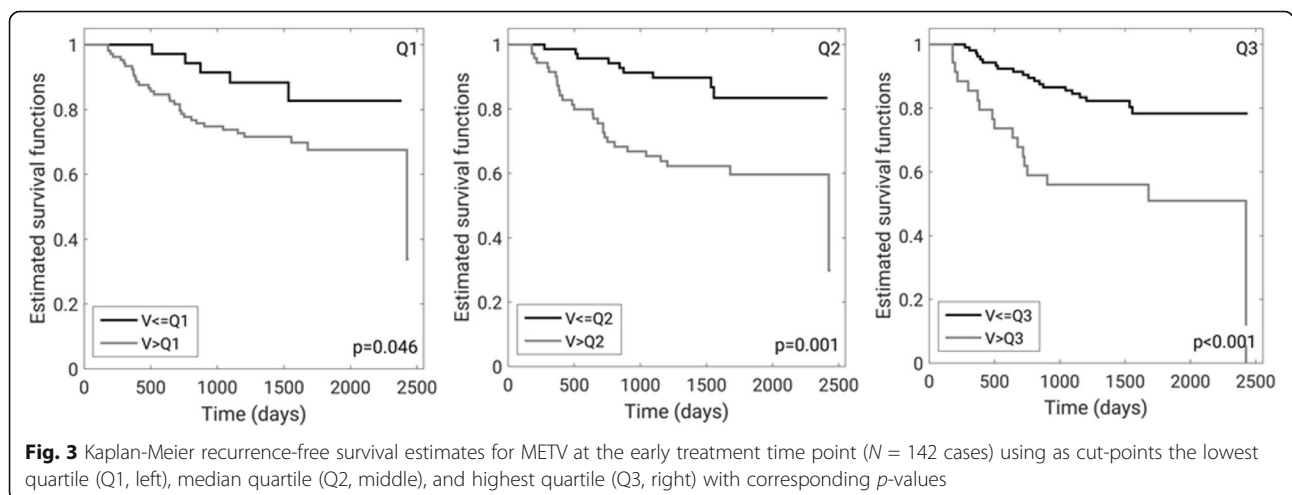 Q1
Estimated survival functions
1
0.8
0.6
0.4
0.2
0
V<=Q1
V>Q1
p=0.046
0 500 1000 1500 2000 2500
Time (days)
Q2
Estimated survival functions
1
0.8
0.6
0.4
0.2
0
V<=Q2
V>Q2
p=0.001
0 500 1000 1500 2000 2500
Time (days)
Q3
Estimated survival functions
1
0.8
0.6
0.4
0.2
0
V<=Q3
V>Q3
p<0.001
0 500 1000 1500 2000 2500
Time (days)
Fig. 3 Kaplan-Meier recurrence-free survival estimates for METV at the early treatment time point (N = 142 cases) using as cut-points the lowest
quartile (Q1, left), median quartile (Q2, middle), and highest quartile (Q3, right) with corresponding p-values